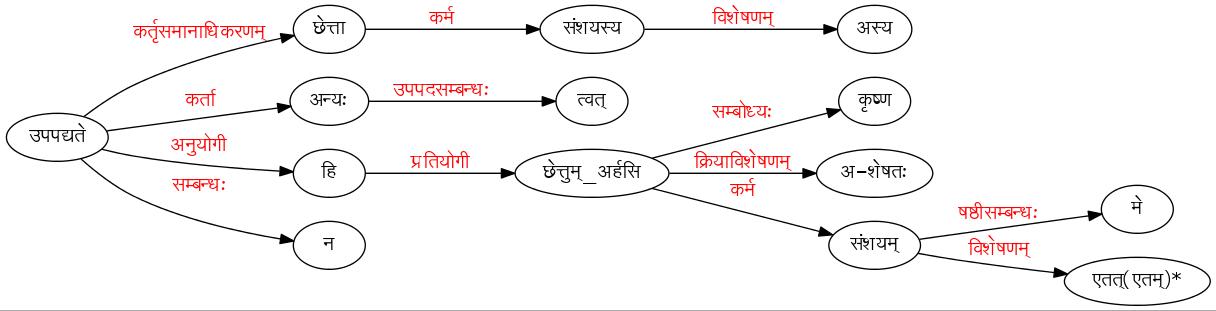 कर्तृसमानाधिकरणम्
छेत्ता
कर्म
संशयस्य
विशेषणम्
अस्य
उपपद्यते
कर्ता
अन्यः
उपपदसम्बन्धः
त्वत्
सम्बोध्यः
कृष्ण
अनुयोगी
हि
प्रतियोगी
छेत्तुम्_अर्हसि
क्रियाविशेषणम्
अ-शेषतः
सम्बन्धः
न
कर्म
संशयम्
षष्ठीसम्बन्धः
मे
विशेषणम्
एतत्(एतम्)*